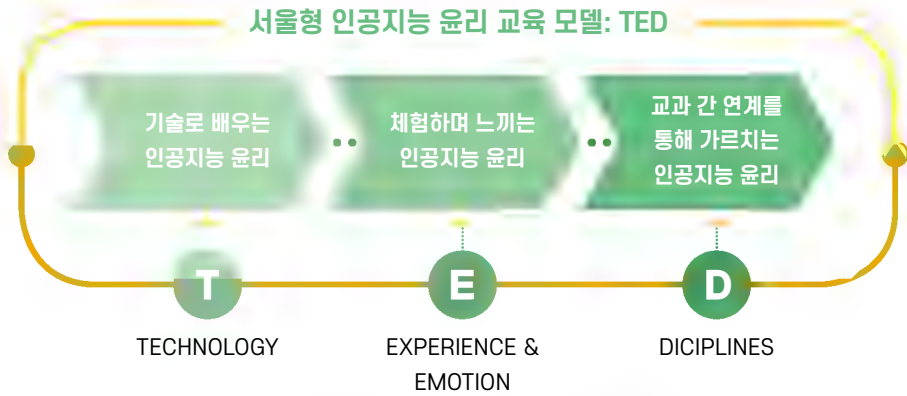 서울형 인공지능 윤리 교육 모델: TED
기술로 배우는
인공지능 윤리
체험하며 느끼는
인공지능 윤리
교과 간 연계를
통해 가르치는
인공지능 윤리
T
E
D
TECHNOLOGY
EXPERIENCE &
EMOTION
DICIPLINES